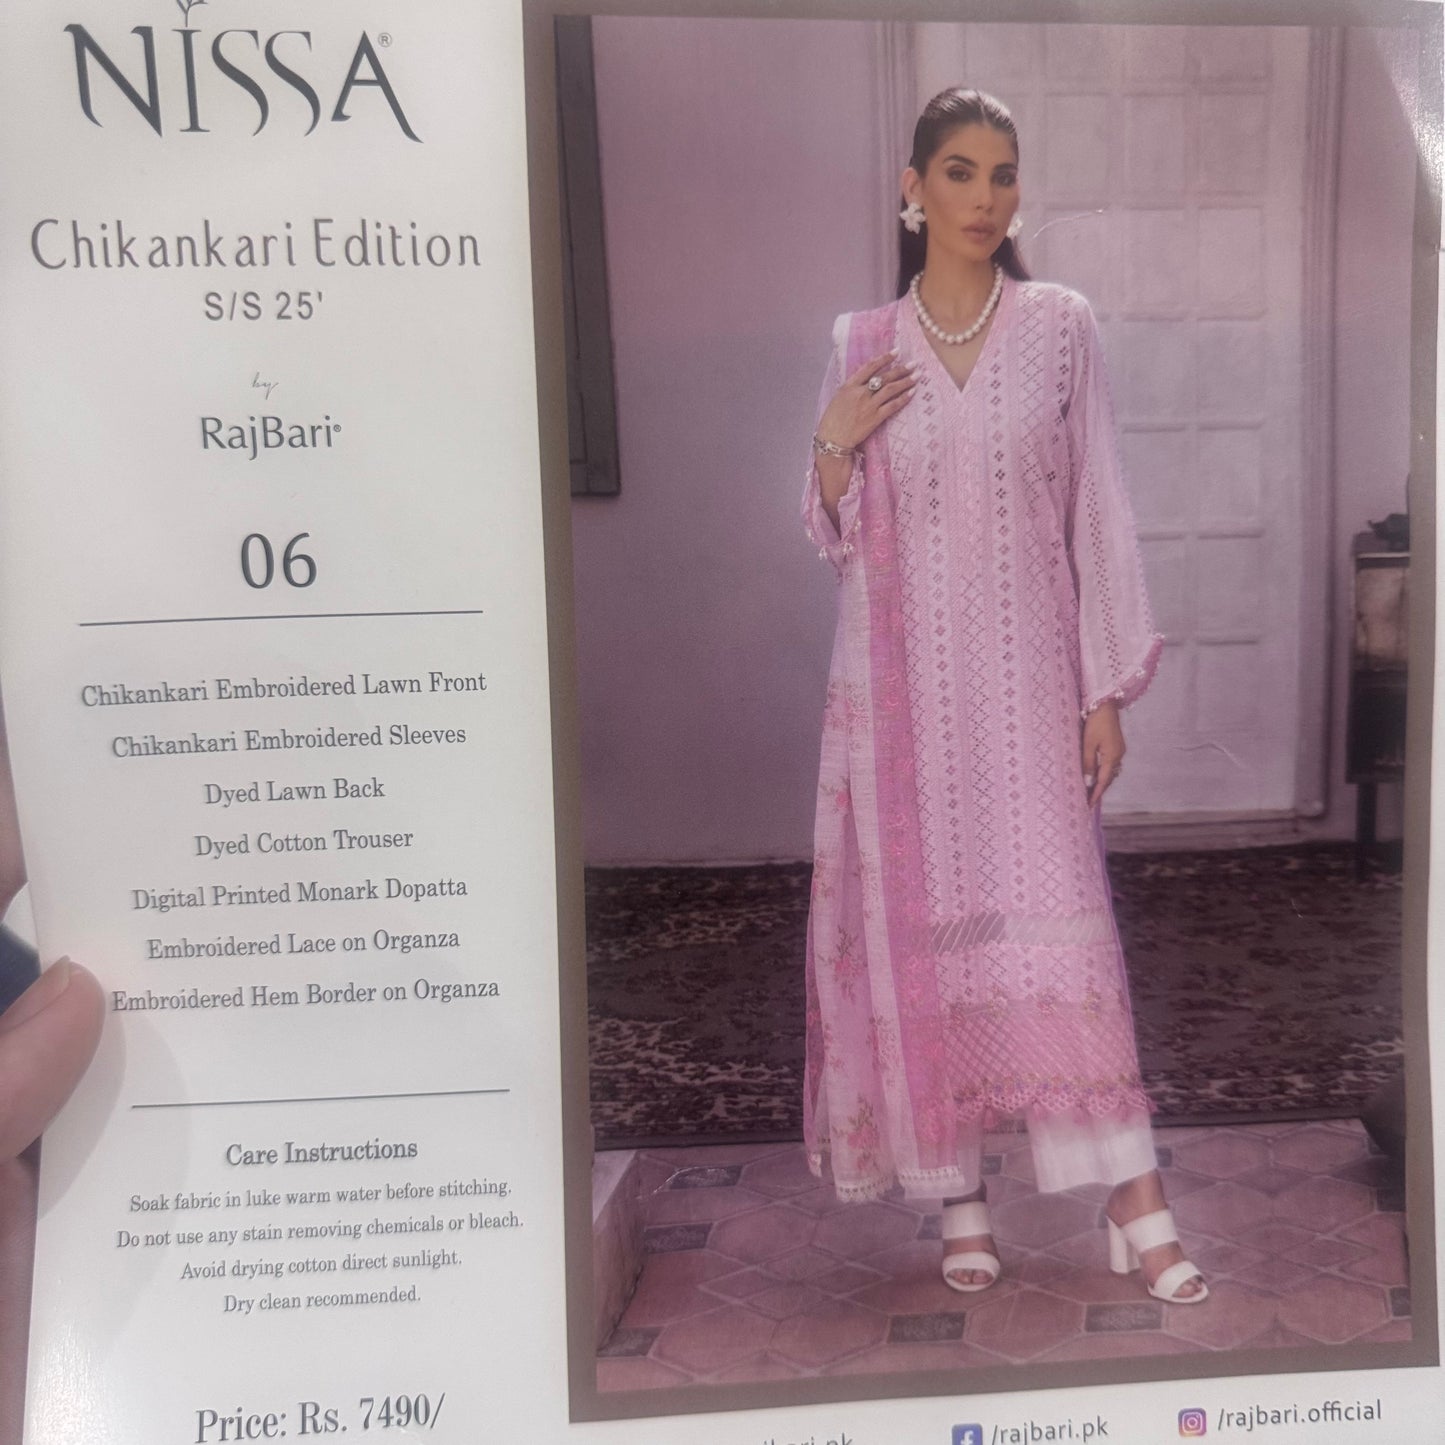 NISSA®
Chikankari Edition
S/S 25'
by
RajBari®
06
Chikankari Embroidered Lawn Front
Chikankari Embroidered Sleeves
Dyed Lawn Back
Dyed Cotton Trouser
Digital Printed Monark Dopatta
Embroidered Lace on Organza
Embroidered Hem Border on Organza
Care Instructions
Soak fabric in luke warm water before stitching.
Do not use any stain removing chemicals or bleach.
Avoid drying cotton direct sunlight.
Dry clean recommended.
Price: Rs. 7490/
/rajbari.pk
/rajbari.official